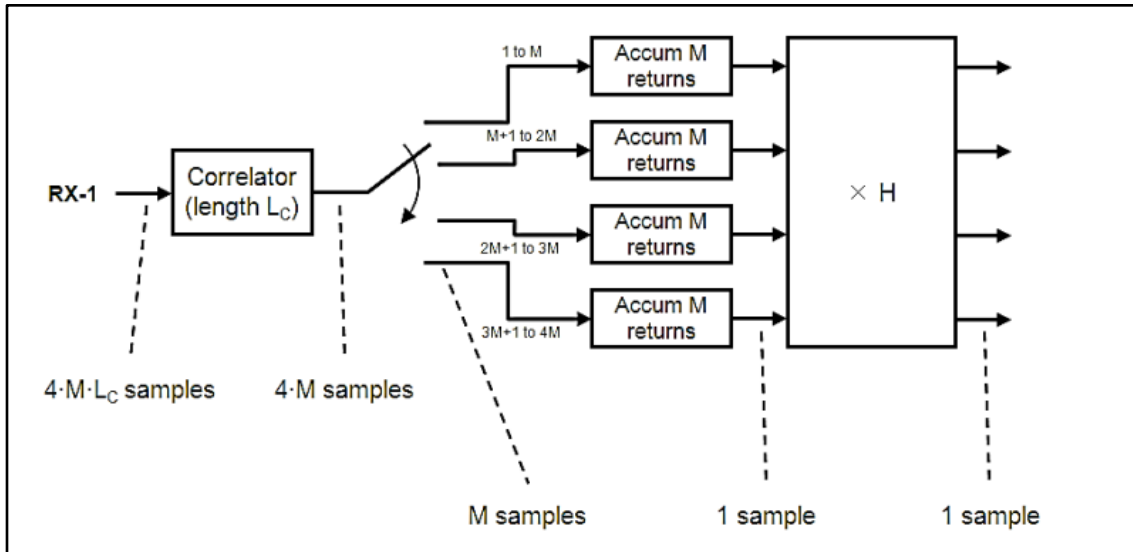 1 to M
Accum M
returns
M+1 to 2M
Accum M
returns
RX-1
Correlator
(length L_C)
× H
2M+1 to 3M
Accum M
returns
3M+1 to 4M
Accum M
returns
4·M·L_C samples
4·M samples
M samples
1 sample
1 sample